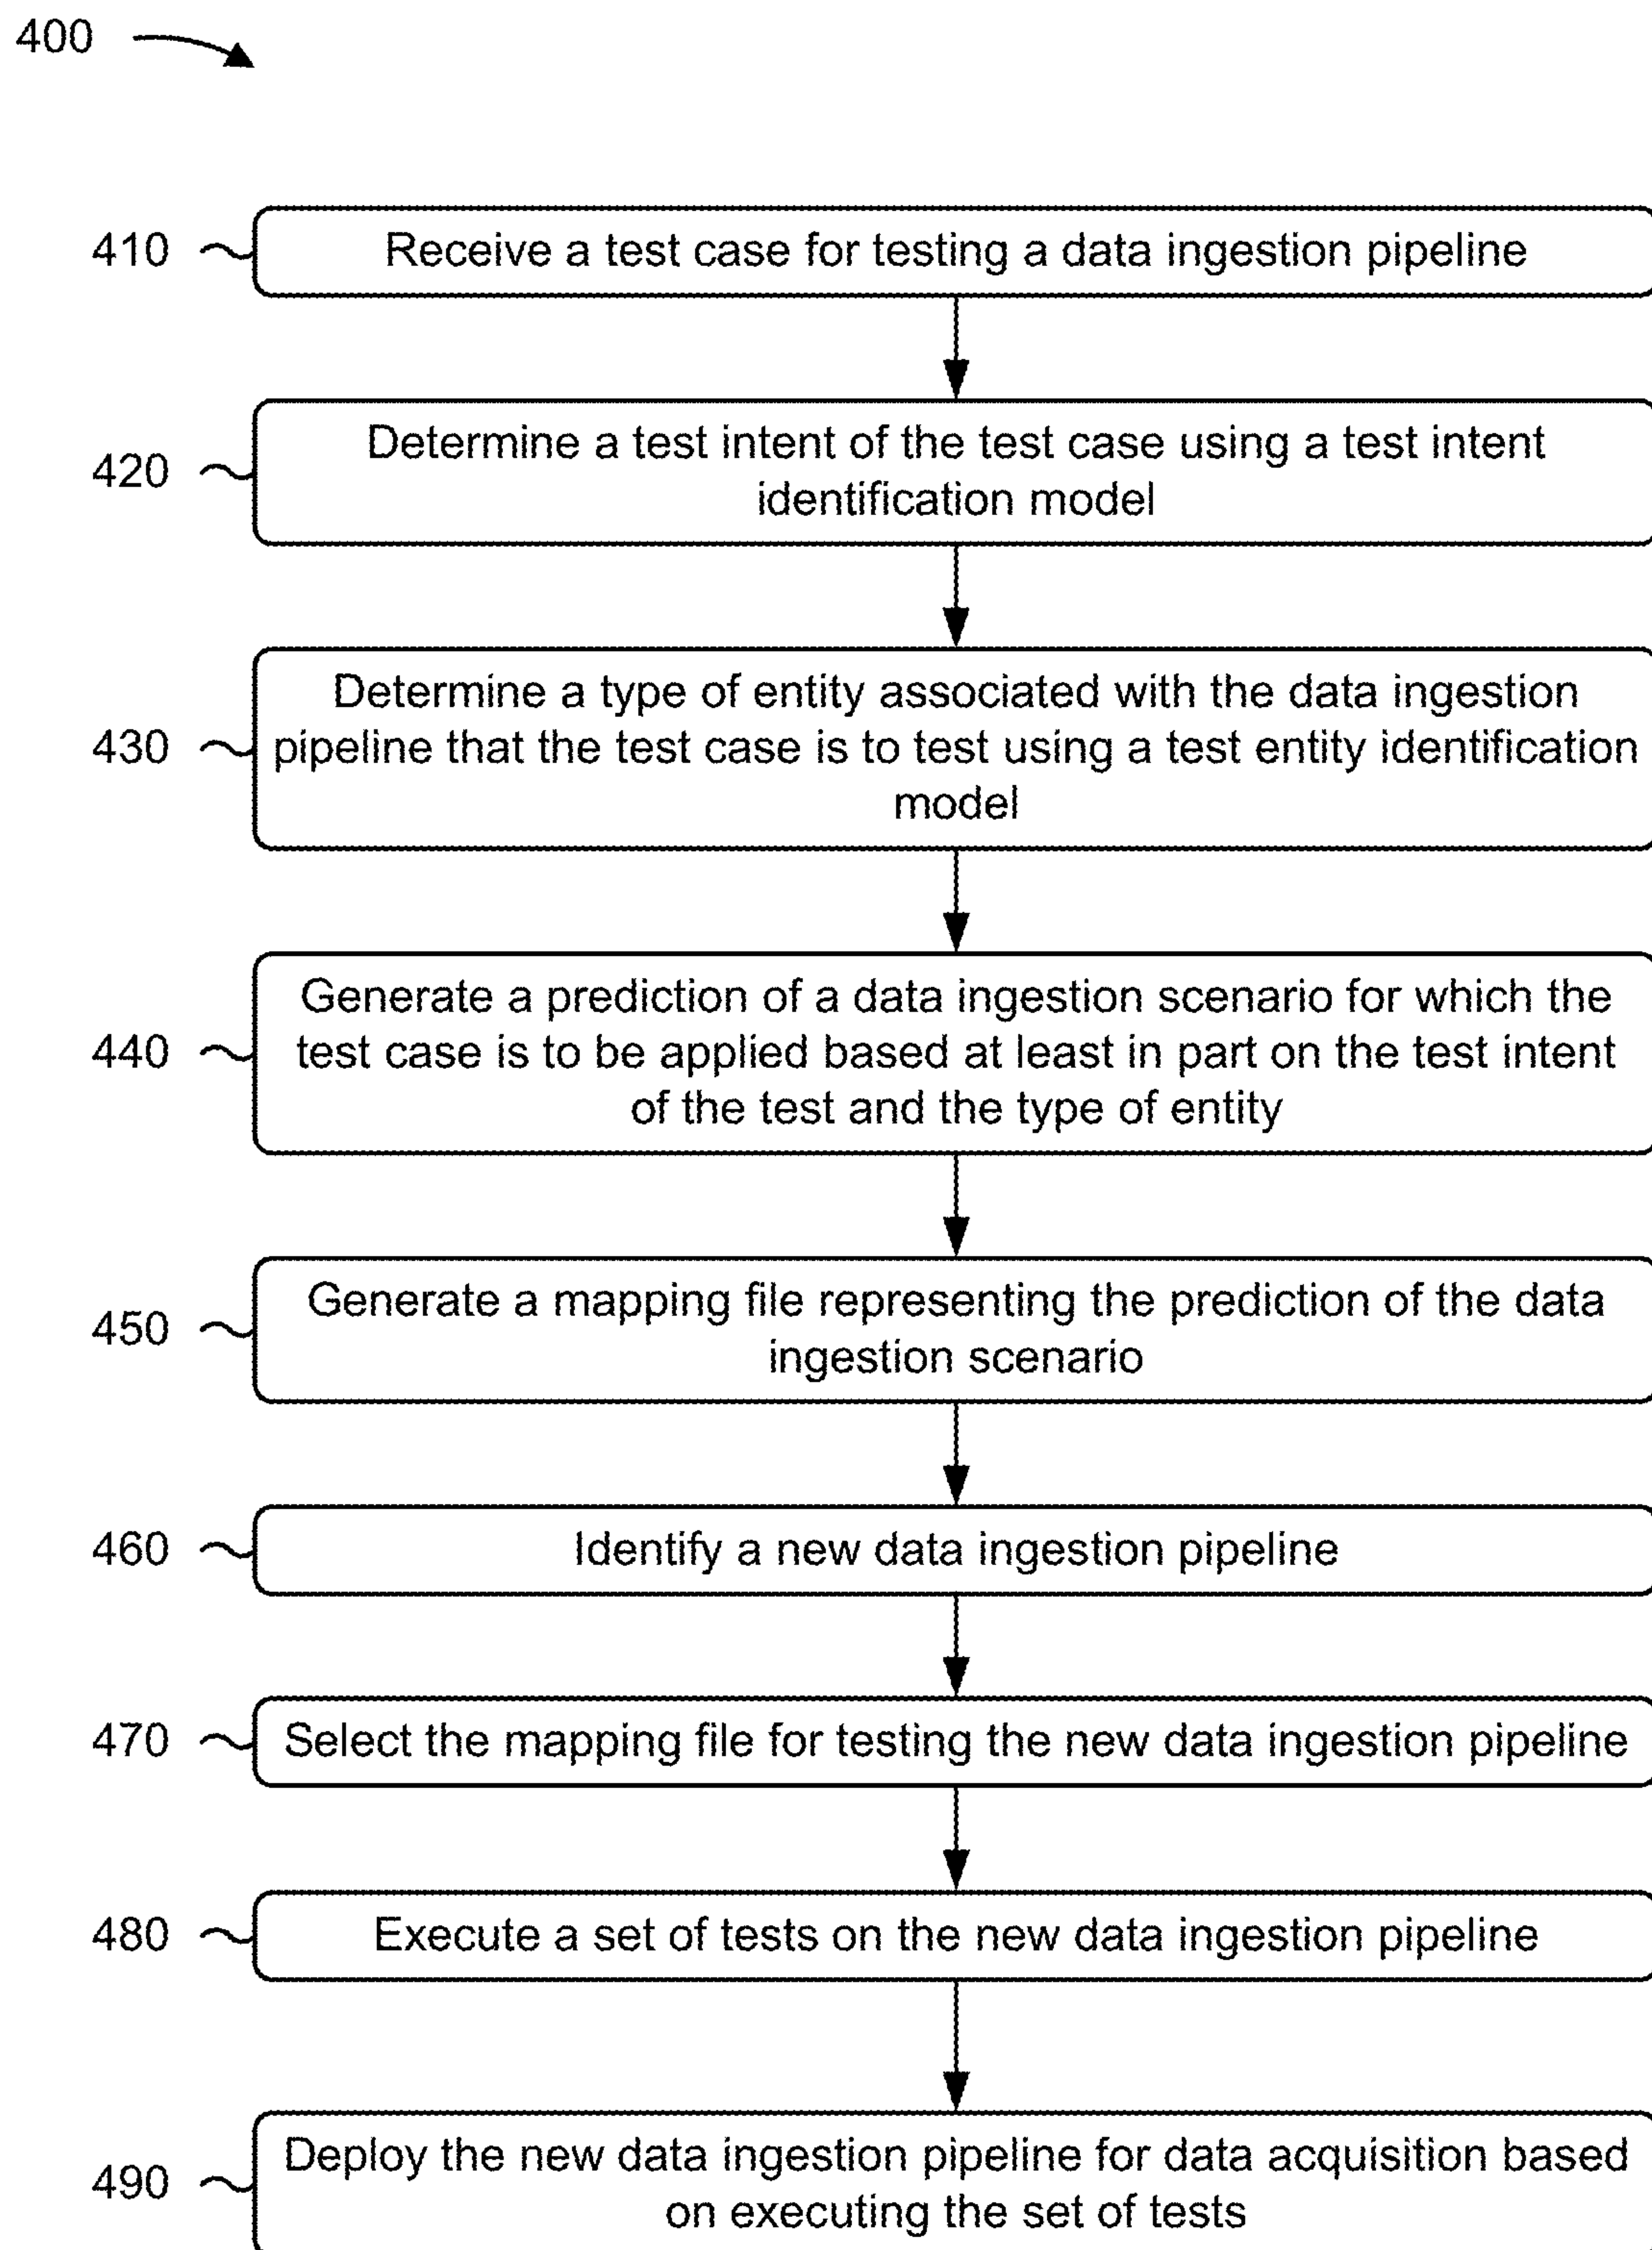 400
410
Receive a test case for testing a data ingestion pipeline
420
Determine a test intent of the test case using a test intent
identification model
430
Determine a type of entity associated with the data ingestion
pipeline that the test case is to test using a test entity identification
model
440
Generate a prediction of a data ingestion scenario for which the
test case is to be applied based at least in part on the test intent
of the test and the type of entity
450
Generate a mapping file representing the prediction of the data
ingestion scenario
460
Identify a new data ingestion pipeline
470
Select the mapping file for testing the new data ingestion pipeline
480
Execute a set of tests on the new data ingestion pipeline
490
Deploy the new data ingestion pipeline for data acquisition based
on executing the set of tests